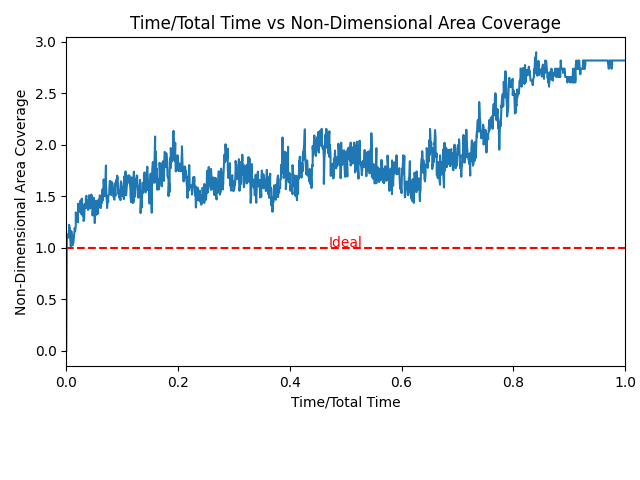 Time/Total Time vs Non-Dimensional Area Coverage
Non-Dimensional Area Coverage
3.0
2.5
2.0
1.5
1.0
0.5
0.0
Ideal
0.0 0.2 0.4 0.6 0.8 1.0
Time/Total Time